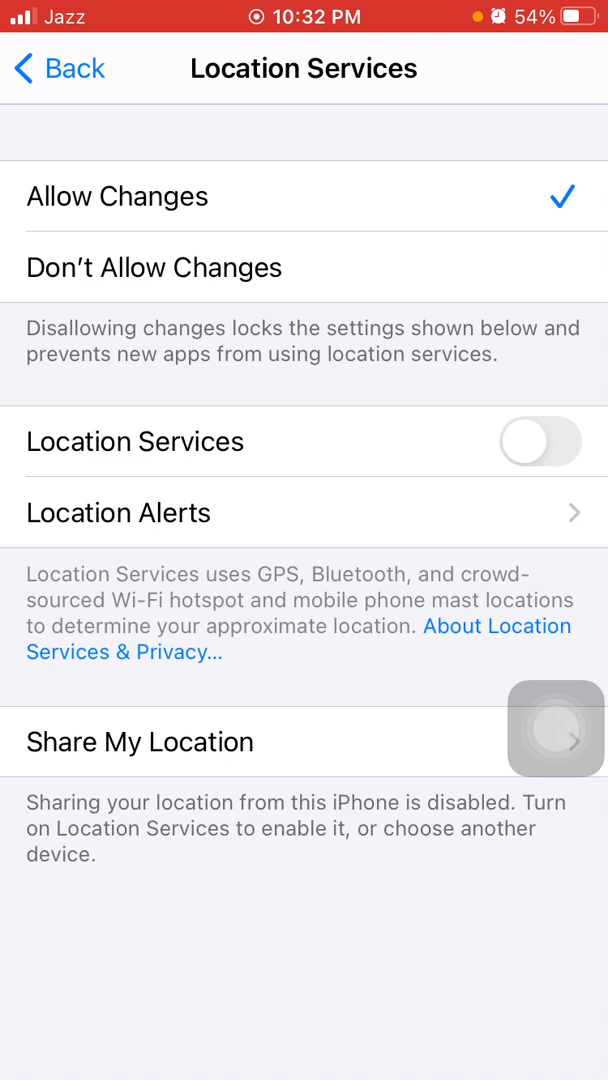 Jazz 10:32 PM 54%
Back Location Services
Allow Changes
Don't Allow Changes
Disallowing changes locks the settings shown below and
prevents new apps from using location services.
Location Services
Location Alerts
Location Services uses GPS, Bluetooth, and crowd-
sourced Wi-Fi hotspot and mobile phone mast locations
to determine your approximate location. About Location
Services & Privacy...
Share My Location
Sharing your location from this iPhone is disabled. Turn
on Location Services to enable it, or choose another
device.